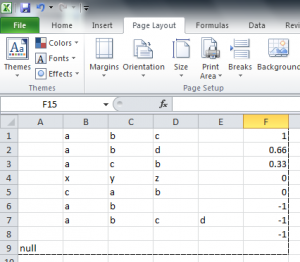 File Home Insert Page Layout Formulas Data
Themes Colors Fonts Effects Margins Orientation Size Print Area Breaks Background
Themes Page Setup
F15 fx
A B C D E F
1 a b c 1
2 a b d 0.66
3 a c b 0.33
4 x y z 0
5 c a b 0
6 a b -1
7 a b c d -1
8 -1
9 null
10